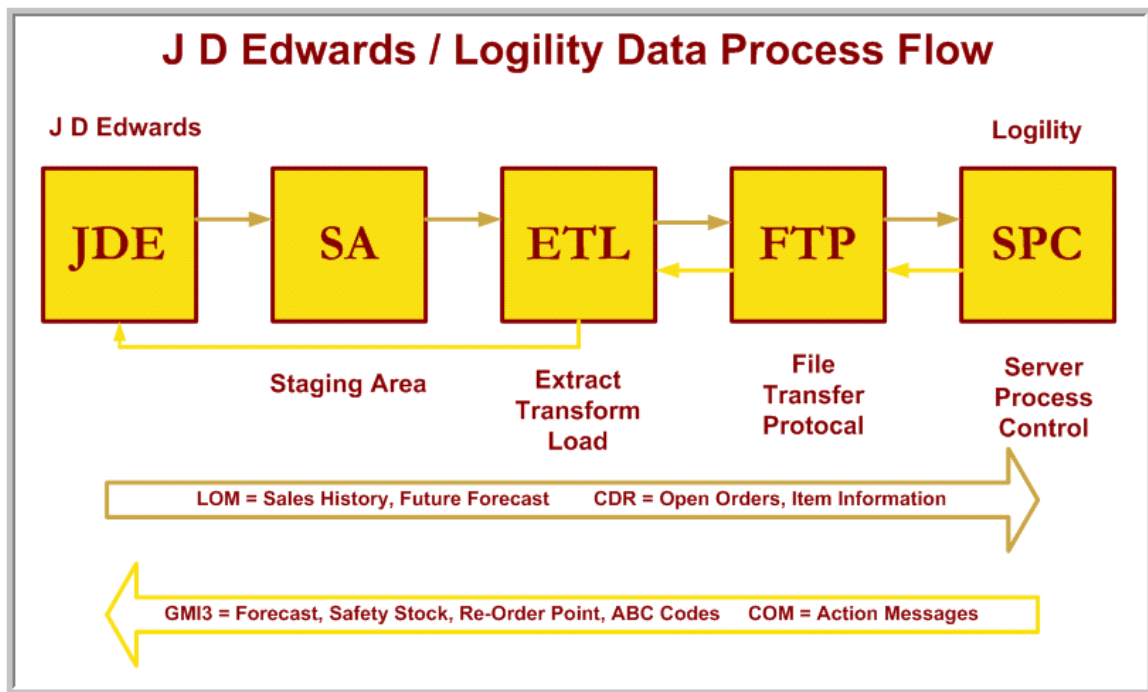 J D Edwards / Logility Data Process Flow
J D Edwards
Logility
JDE
SA
ETL
FTP
SPC
Staging Area
Extract
Transform
Load
File
Transfer
Protocal
Server
Process
Control
LOM = Sales History, Future Forecast CDR = Open Orders, Item Information
GMI3 = Forecast, Safety Stock, Re-Order Point, ABC Codes COM = Action Messages